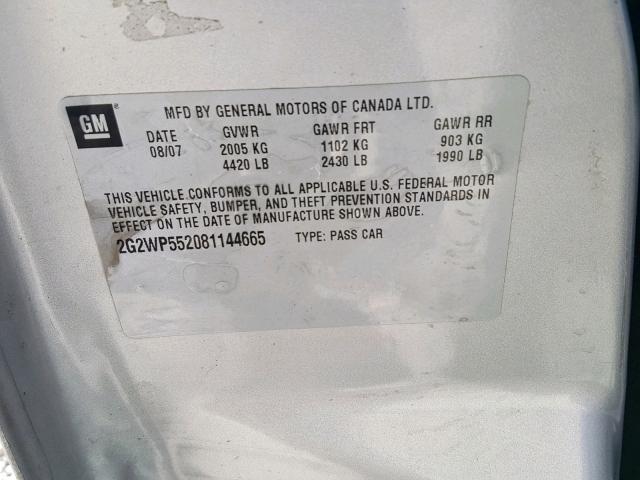 GM
MFD BY GENERAL MOTORS OF CANADA LTD.
DATE GVWR GAWR FRT GAWR RR
08/07 2005 KG 1102 KG 903 KG
4420 LB 2430 LB 1990 LB
THIS VEHICLE CONFORMS TO ALL APPLICABLE U.S. FEDERAL MOTOR
VEHICLE SAFETY, BUMPER, AND THEFT PREVENTION STANDARDS IN
EFFECT ON THE DATE OF MANUFACTURE SHOWN ABOVE.
2G2WP552081144665 TYPE: PASS CAR